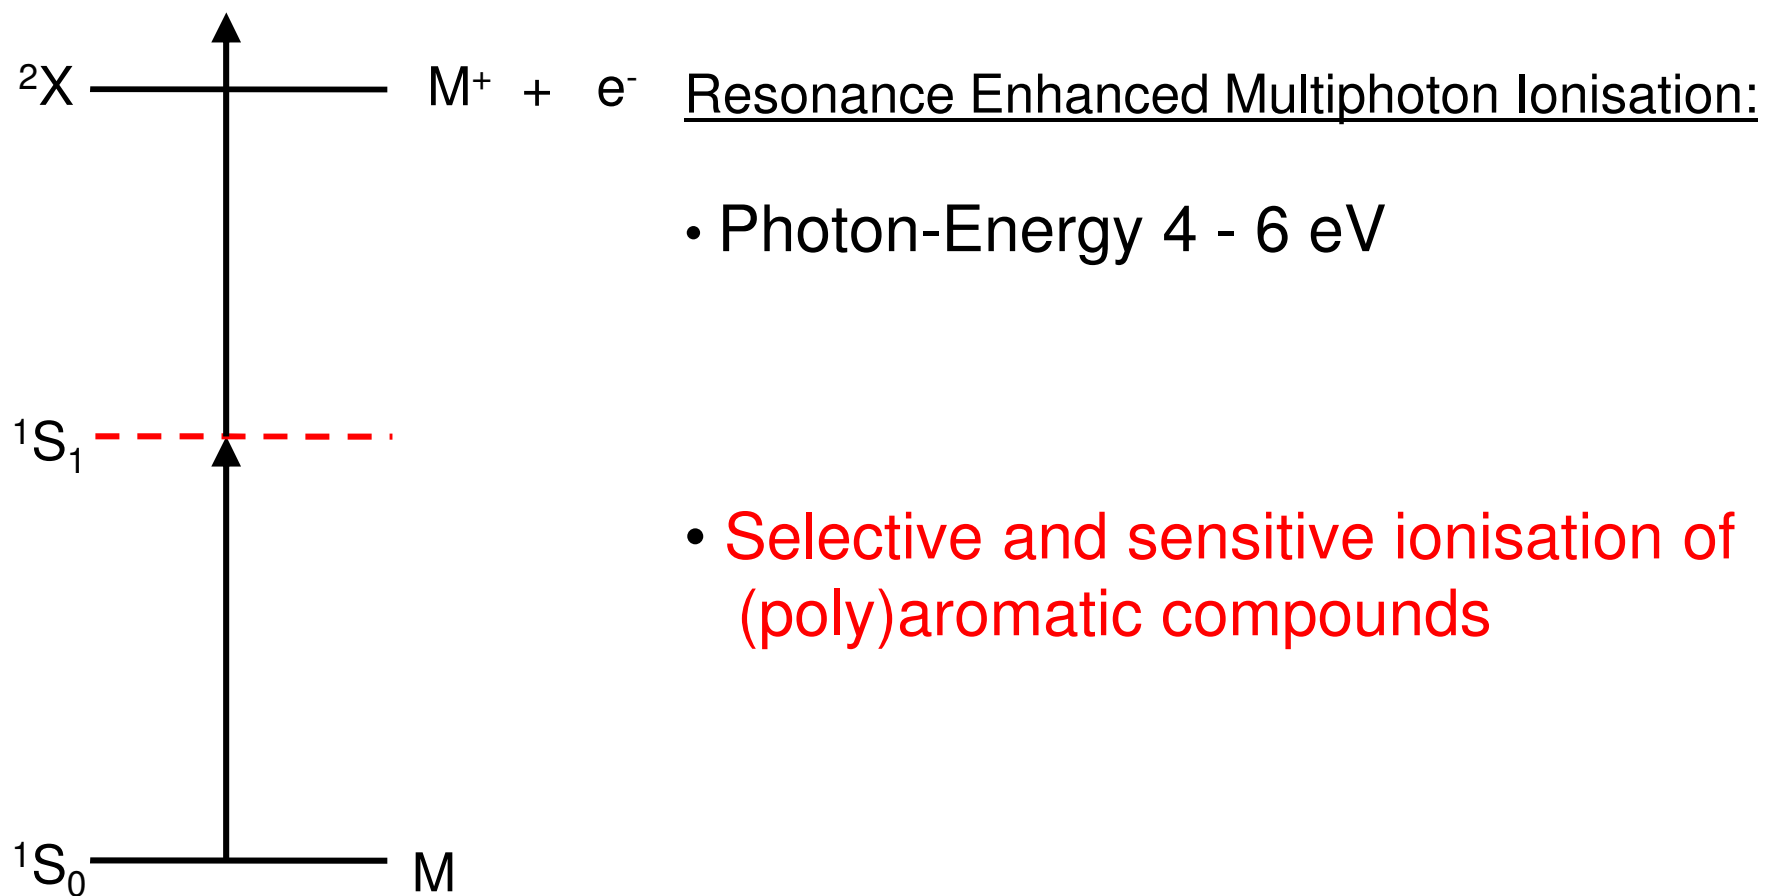 ²X M⁺ + e⁻ Resonance Enhanced Multiphoton Ionisation:
• Photon-Energy 4 - 6 eV
¹S₁
• Selective and sensitive ionisation of
(poly)aromatic compounds
¹S₀ M